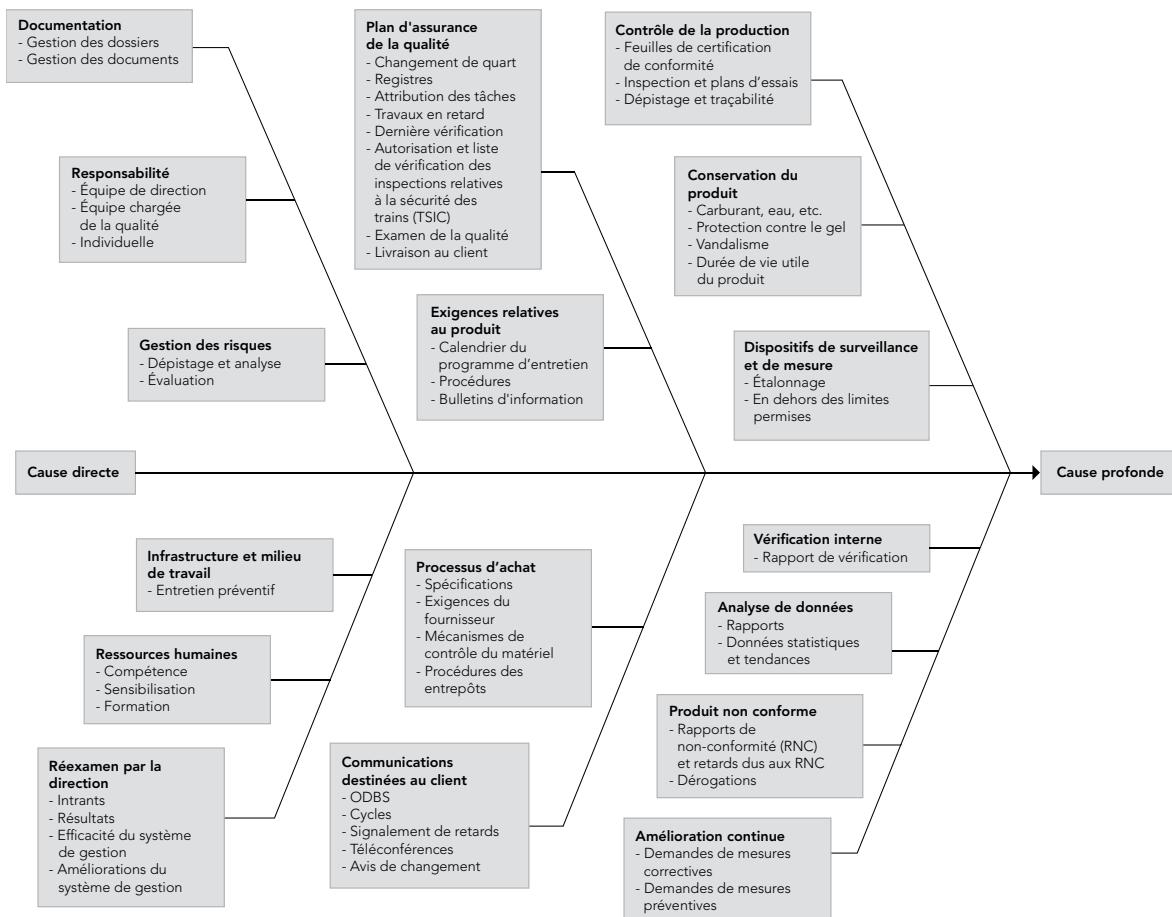 Documentation
- Gestion des dossiers
- Gestion des documents
Responsabilité
- Équipe de direction
- Équipe chargée
de la qualité
- Individuelle
Gestion des risques
- Dépistage et analyse
- Évaluation
Plan d'assurance
de la qualité
- Changement de quart
- Registres
- Attribution des tâches
- Travaux en retard
- Dernière vérification
- Autorisation et liste
de vérification des
inspections relatives
à la sécurité des
trains (TSIC)
- Examen de la qualité
- Livraison au client
Exigences relatives
au produit
- Calendrier du
programme d’entretien
- Procédures
- Bulletins d'information
Contrôle de la production
- Feuilles de certification
de conformité
- Inspection et plans d’essais
- Dépistage et traçabilité
Conservation du
produit
- Carburant, eau, etc.
- Protection contre le gel
- Vandalisme
- Durée de vie utile
du produit
Dispositifs de surveillance
et de mesure
- Étalonnage
- En dehors des limites
permises
Cause directe
Cause profonde
Infrastructure et milieu
de travail
- Entretien préventif
Ressources humaines
- Compétence
- Sensibilisation
- Formation
Réexamen par la
direction
- Intrants
- Résultats
- Efficacité du système
de gestion
- Améliorations du
système de gestion
Processus d’achat
- Spécifications
- Exigences du
fournisseur
- Mécanismes de
contrôle du matériel
- Procédures des
entrepôts
Communications
destinées au client
- ODBS
- Cycles
- Signalement de retards
- Téléconférences
- Avis de changement
Vérification interne
- Rapport de vérification
Analyse de données
- Rapports
- Données statistiques
et tendances
Produit non conforme
- Rapports de
non-conformité (RNC)
et retards dus aux RNC
- Dérogations
Amélioration continue
- Demandes de mesures
correctives
- Demandes de mesures
préventives